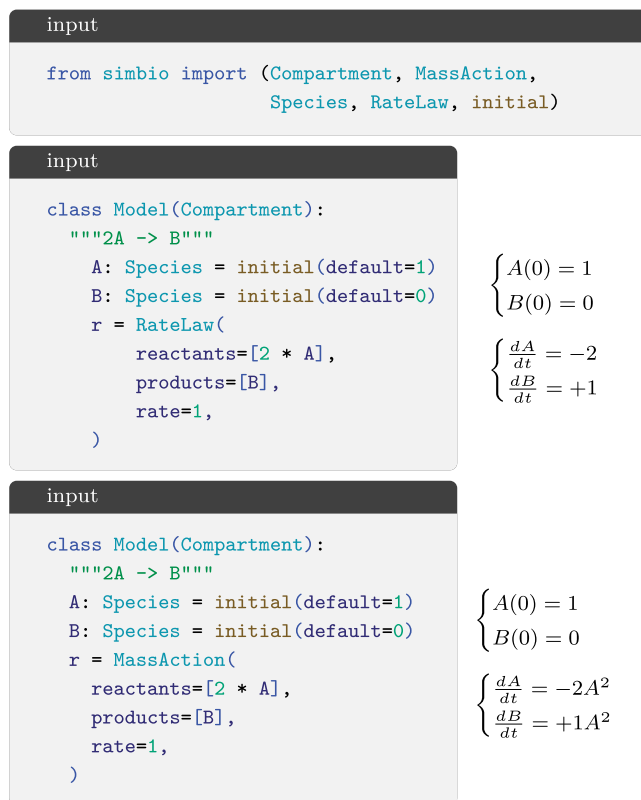 input
from simbio import (Compartment, MassAction,
Species, RateLaw, initial)
input
class Model(Compartment):
"""2A -> B"""
A: Species = initial(default=1)
B: Species = initial(default=0)
r = RateLaw(
reactants=[2 * A],
products=[B],
rate=1,
)
A(0) = 1
B(0) = 0
dA/dt = −2
dB/dt = +1
input
class Model(Compartment):
"""2A -> B"""
A: Species = initial(default=1)
B: Species = initial(default=0)
r = MassAction(
reactants=[2 * A],
products=[B],
rate=1,
)
A(0) = 1
B(0) = 0
dA/dt = −2A²
dB/dt = +1A²